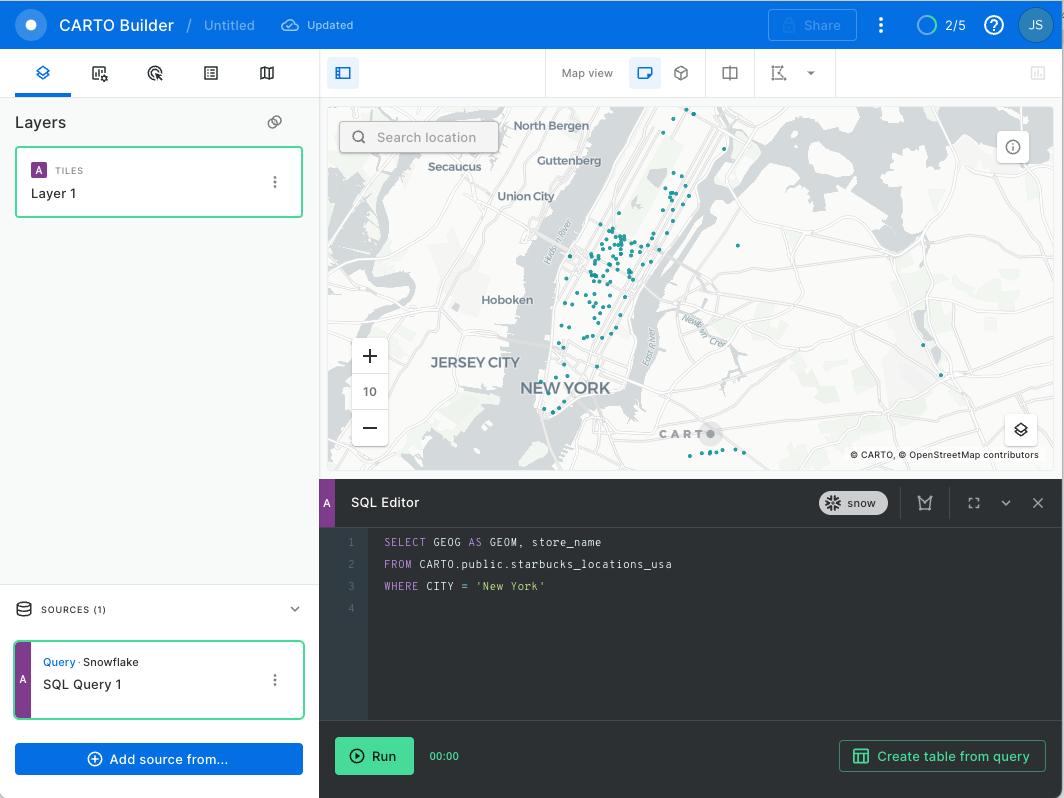 CARTO Builder / Untitled Updated Share 2/5 JS
Map view
Layers
A TILES
Layer 1
Search location
North Bergen
Guttenberg
Secaucus
Union City
Hudson River
Hoboken
East River
JERSEY CITY
10
NEW YORK
CARTO
© CARTO, © OpenStreetMap contributors
A SQL Editor snow
1 SELECT GEOG AS GEOM, store_name
2 FROM CARTO.public.starbucks_locations_usa
3 WHERE CITY = 'New York'
4
SOURCES (1)
A
Query · Snowflake
SQL Query 1
Add source from...
Run 00:00 Create table from query